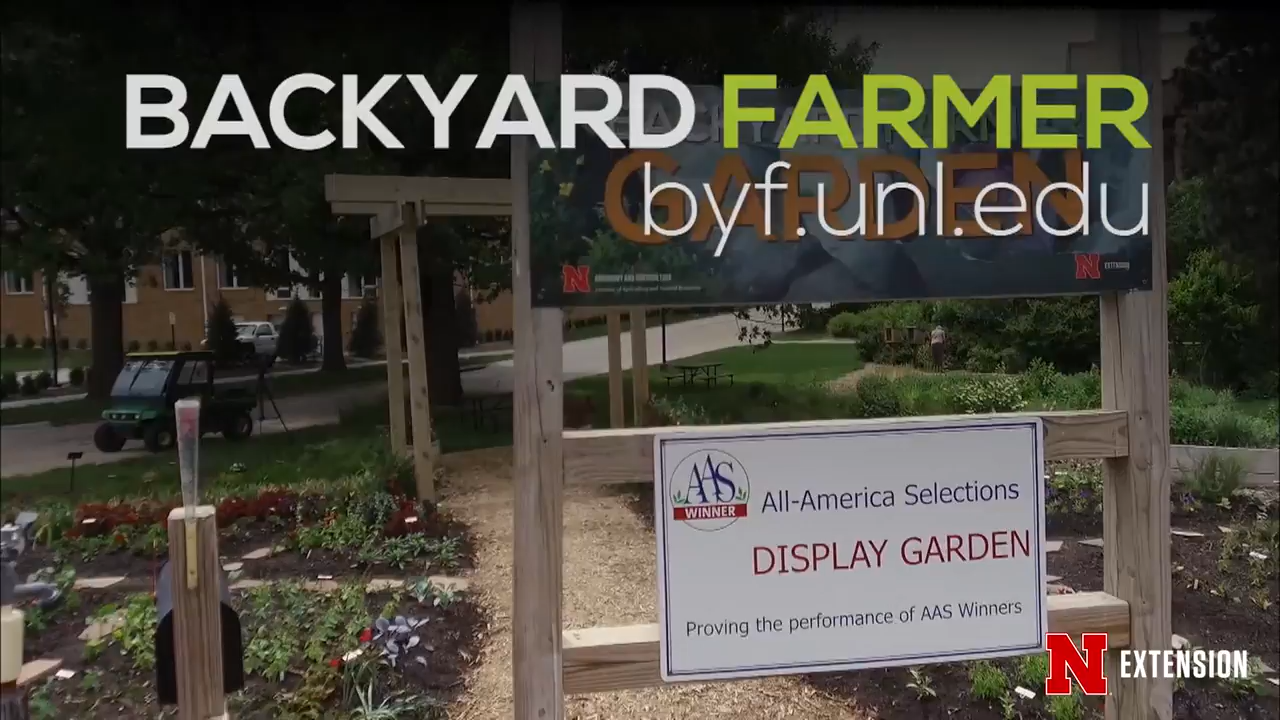 BACKYARD FARMER
GARDEN
byf.unl.edu
N
N
EXTENSION
AAS
WINNER
All-America Selections
DISPLAY GARDEN
Proving the performance of AAS Winners
N EXTENSION